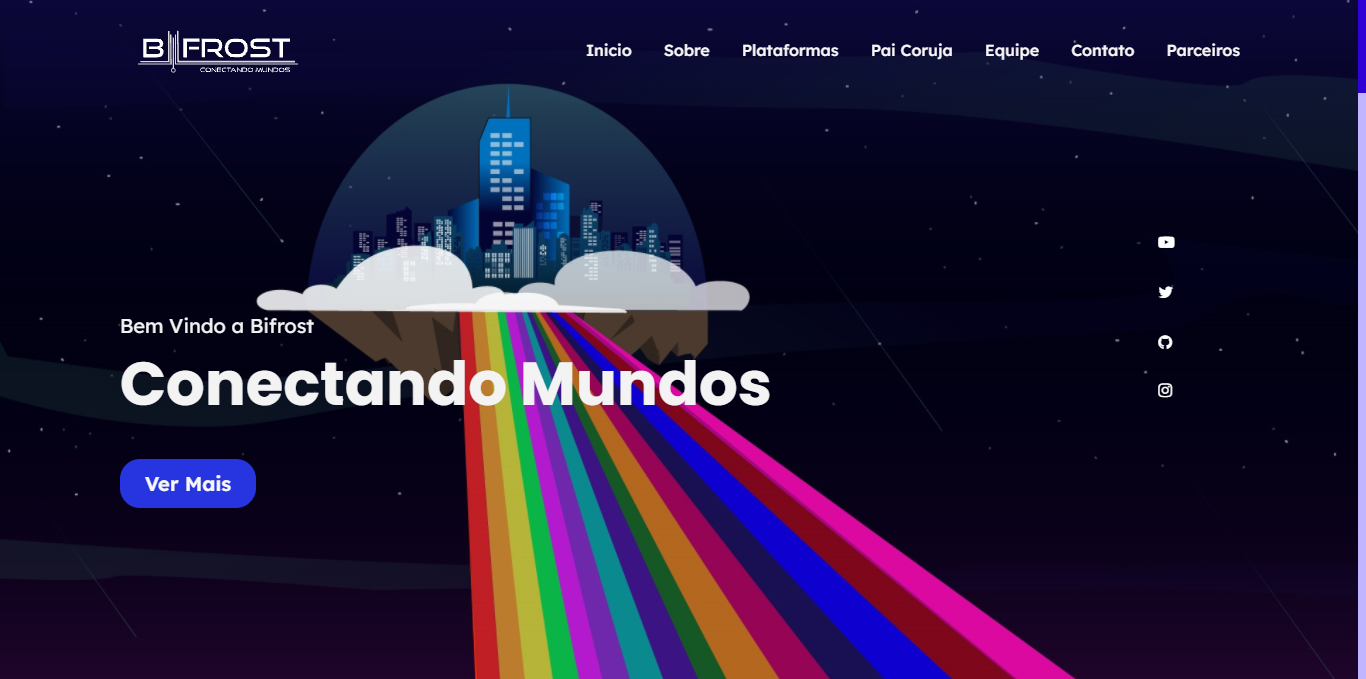 BIFROST
CONECTANDO MUNDOS
Inicio Sobre Plataformas Pai Coruja Equipe Contato Parceiros
Bem Vindo a Bifrost
Conectando Mundos
Ver Mais